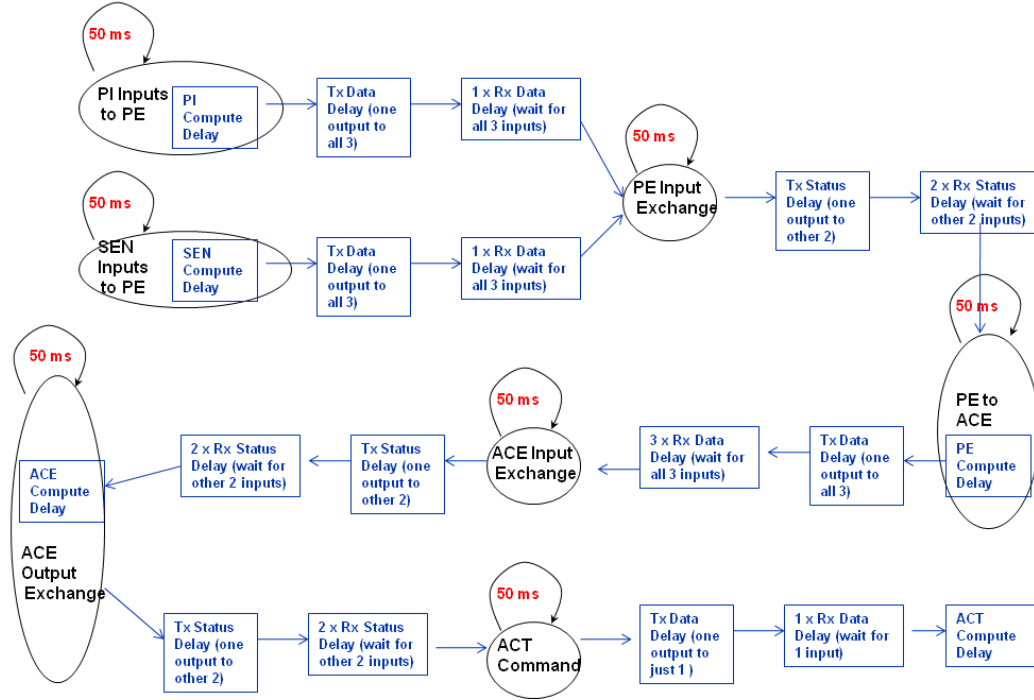 50 ms
PI Inputs
to PE
PI
Compute
Delay
Tx Data
Delay (one
output to
all 3)
1 x Rx Data
Delay (wait for
all 3 inputs)
50 ms
SEN
Inputs
to PE
SEN
Compute
Delay
Tx Data
Delay (one
output to
all 3)
1 x Rx Data
Delay (wait for
all 3 inputs)
50 ms
PE Input
Exchange
Tx Status
Delay (one
output to
other 2)
2 x Rx Status
Delay (wait for
other 2 inputs)
50 ms
PE to
ACE
PE
Compute
Delay
Tx Data
Delay (one
output to
all 3)
3 x Rx Data
Delay (wait for
all 3 inputs)
50 ms
ACE Input
Exchange
Tx Status
Delay (one
output to
other 2)
2 x Rx Status
Delay (wait for
other 2 inputs)
50 ms
ACE
Compute
Delay
ACE
Output
Exchange
Tx Status
Delay (one
output to
other 2)
2 x Rx Status
Delay (wait for
other 2 inputs)
50 ms
ACT
Command
Tx Data
Delay (one
output to
just 1 )
1 x Rx Data
Delay (wait for
1 input)
ACT
Compute
Delay